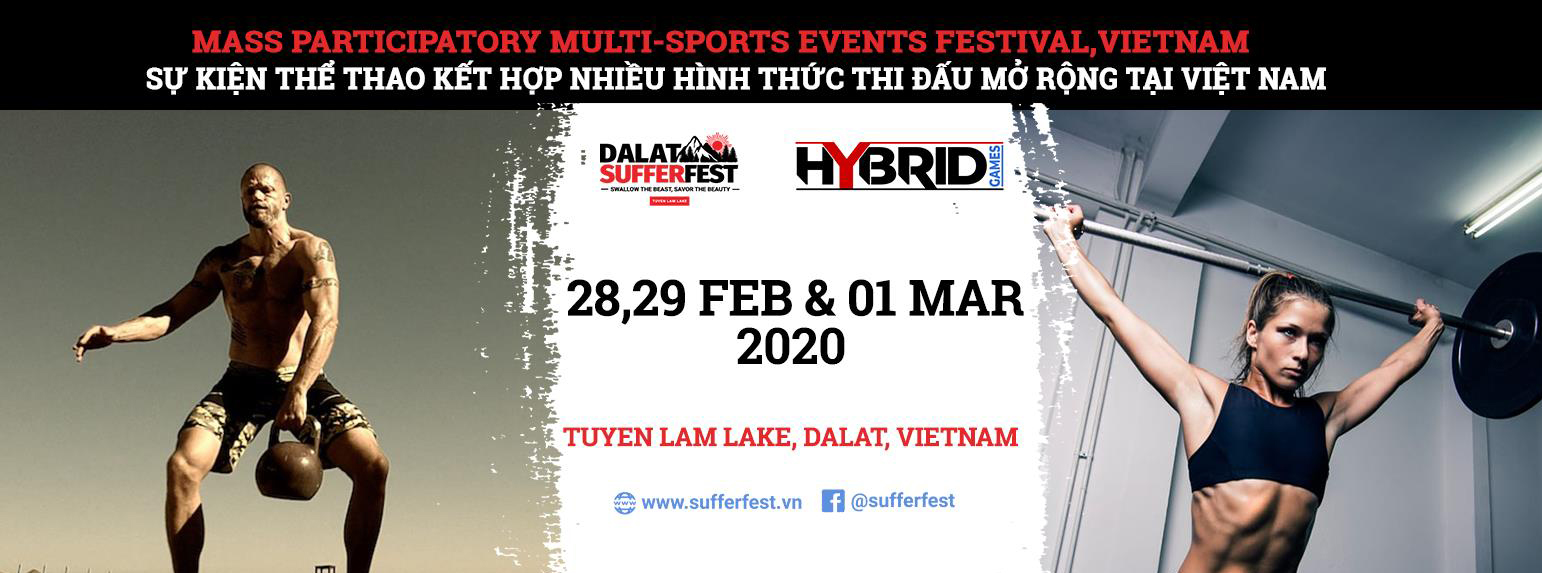 MASS PARTICIPATORY MULTI-SPORTS EVENTS FESTIVAL,VIETNAM
SỰ KIỆN THỂ THAO KẾT HỢP NHIỀU HÌNH THỨC THI ĐẤU MỞ RỘNG TẠI VIỆT NAM
DALAT
SUFFERFEST
SWALLOW THE BEAST, SAVOR THE BEAUTY
TUYEN LAM LAKE
HYBRID GAMES
28,29 FEB & 01 MAR
2020
TUYEN LAM LAKE, DALAT, VIETNAM
www.sufferfest.vn @sufferfest